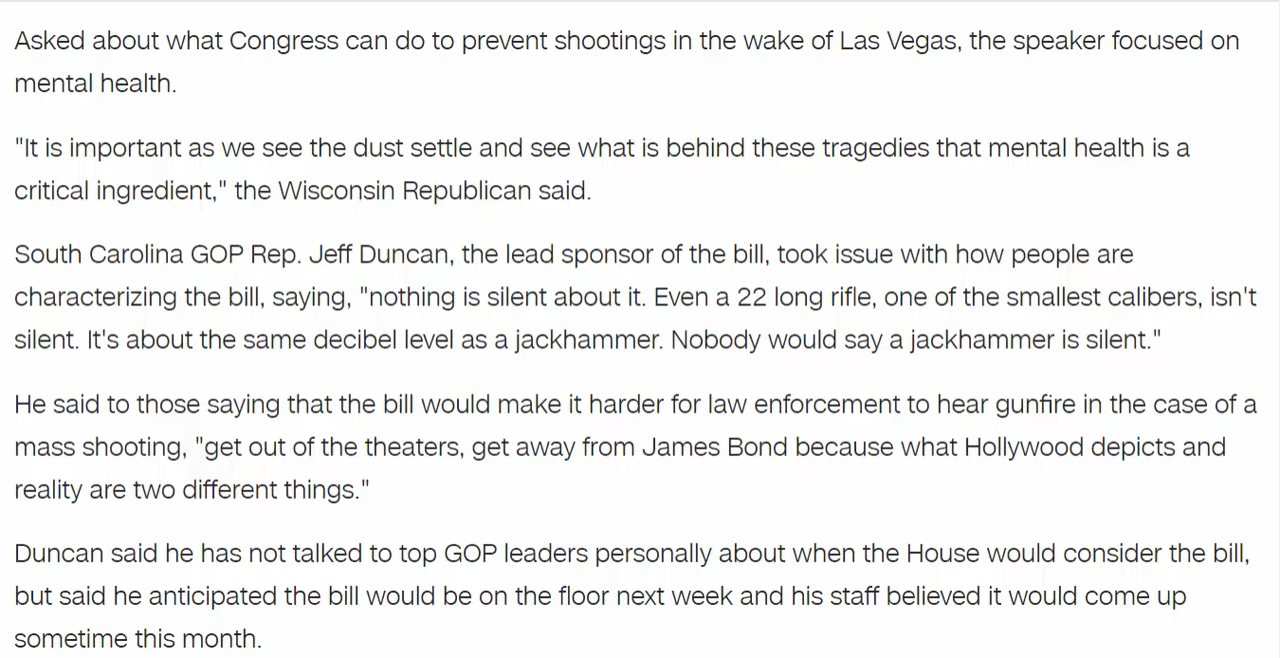 Asked about what Congress can do to prevent shootings in the wake of Las Vegas, the speaker focused on
mental health.
"It is important as we see the dust settle and see what is behind these tragedies that mental health is a
critical ingredient," the Wisconsin Republican said.
South Carolina GOP Rep. Jeff Duncan, the lead sponsor of the bill, took issue with how people are
characterizing the bill, saying, "nothing is silent about it. Even a 22 long rifle, one of the smallest calibers, isn't
silent. It's about the same decibel level as a jackhammer. Nobody would say a jackhammer is silent."
He said to those saying that the bill would make it harder for law enforcement to hear gunfire in the case of a
mass shooting, "get out of the theaters, get away from James Bond because what Hollywood depicts and
reality are two different things."
Duncan said he has not talked to top GOP leaders personally about when the House would consider the bill,
but said he anticipated the bill would be on the floor next week and his staff believed it would come up
sometime this month.